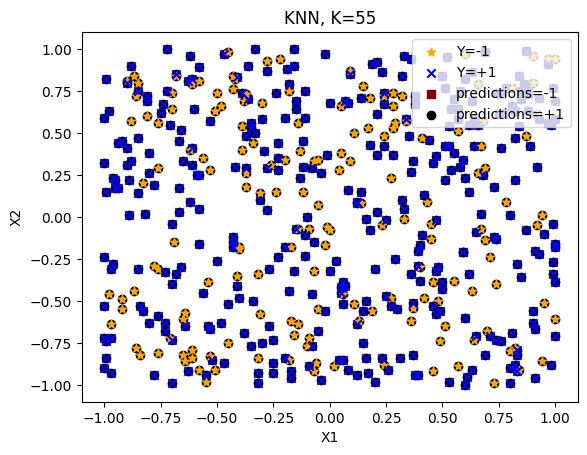 KNN, K=55
Y=-1
Y=+1
predictions=-1
predictions=+1
X2
1.00
0.75
0.50
0.25
0.00
−0.25
−0.50
−0.75
−1.00
−1.00 −0.75 −0.50 −0.25 0.00 0.25 0.50 0.75 1.00
X1